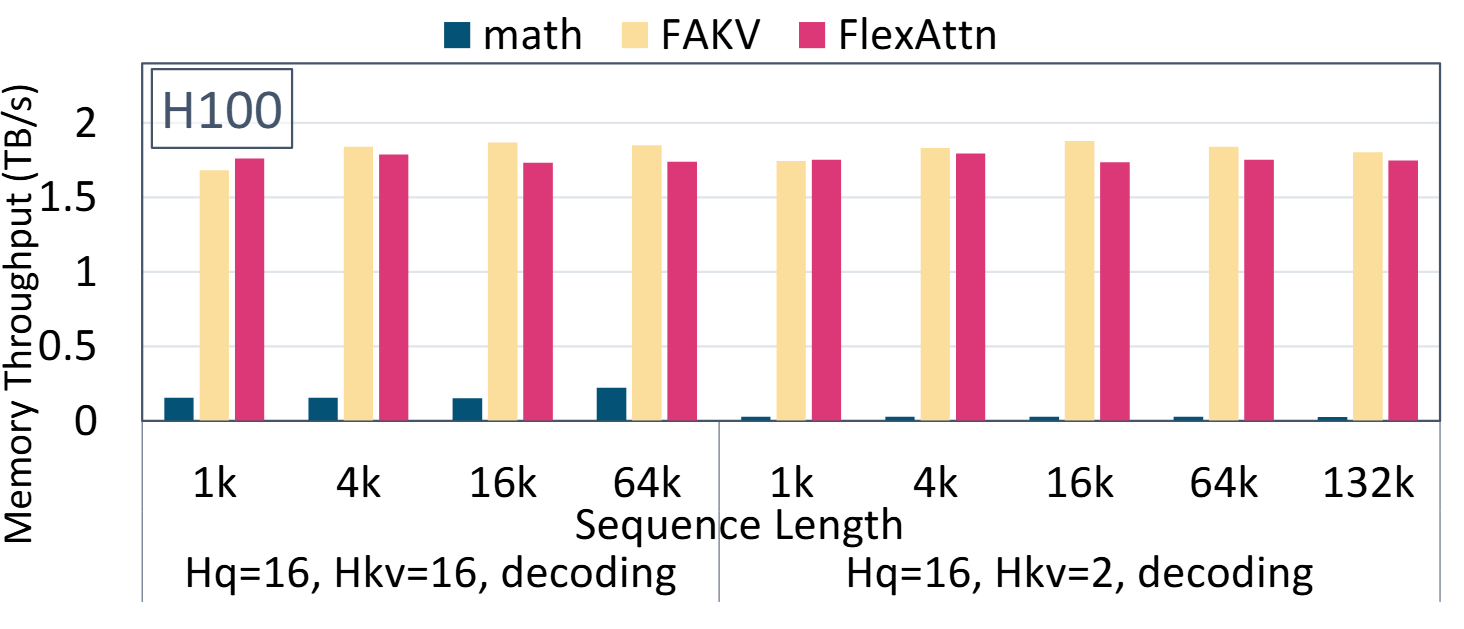 math FAKV FlexAttn
H100
Memory Throughput (TB/s)
2
1.5
1
0.5
0
1k 4k 16k 64k 1k 4k 16k 64k 132k
Sequence Length
Hq=16, Hkv=16, decoding Hq=16, Hkv=2, decoding